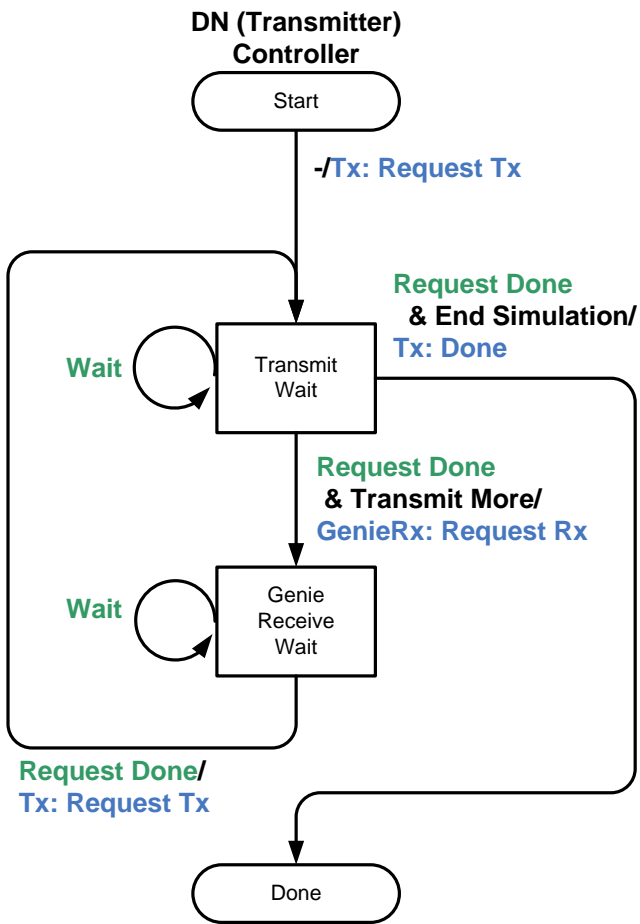 DN (Transmitter)
Controller
Start
-/Tx: Request Tx
Request Done
& End Simulation/
Tx: Done
Wait
Transmit
Wait
Request Done
& Transmit More/
GenieRx: Request Rx
Wait
Genie
Receive
Wait
Request Done/
Tx: Request Tx
Done